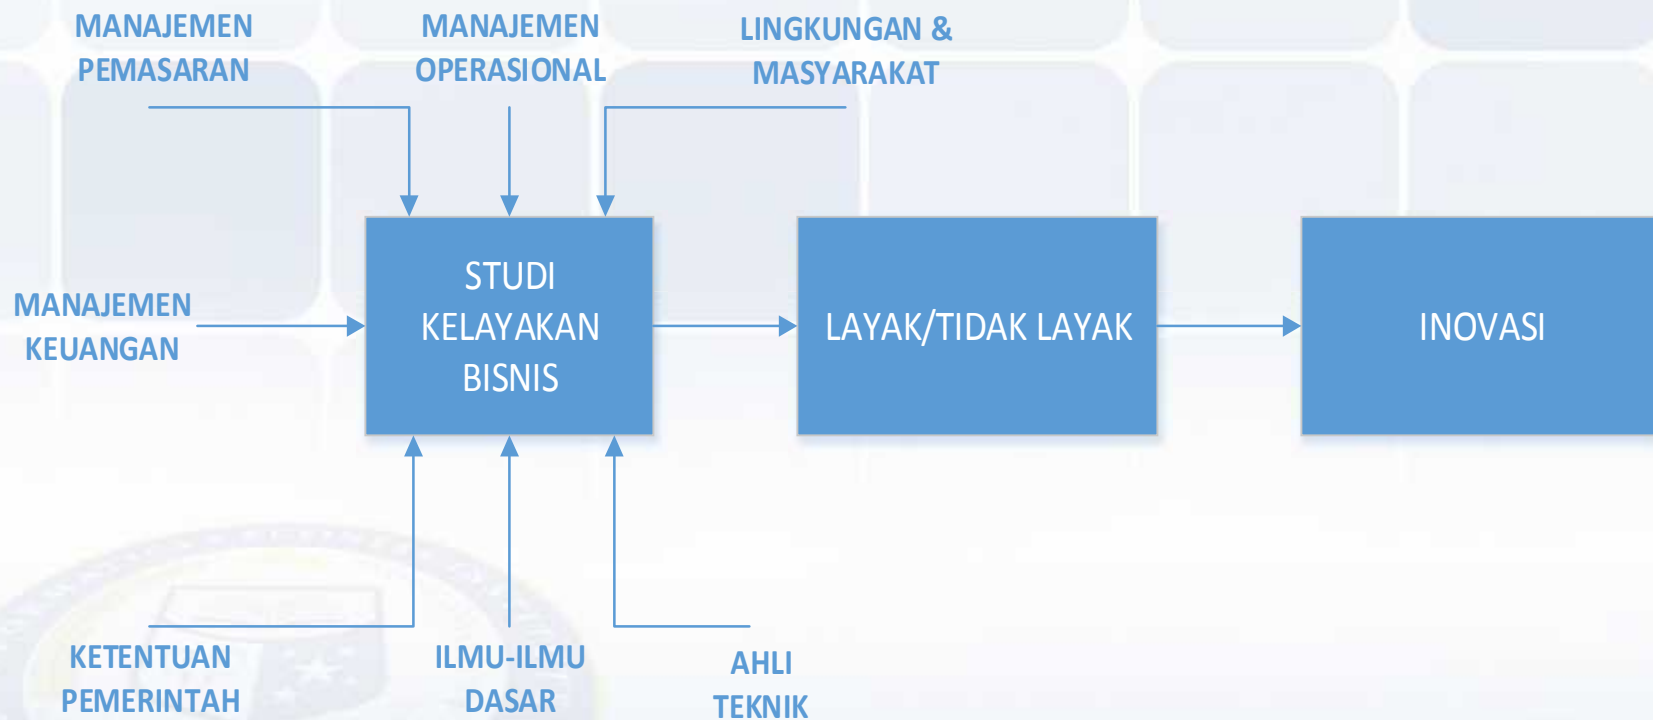 MANAJEMEN
PEMASARAN
MANAJEMEN
OPERASIONAL
LINGKUNGAN &
MASYARAKAT
MANAJEMEN
KEUANGAN
STUDI
KELAYAKAN
BISNIS
LAYAK/TIDAK LAYAK
INOVASI
KETENTUAN
PEMERINTAH
ILMU-ILMU
DASAR
AHLI
TEKNIK